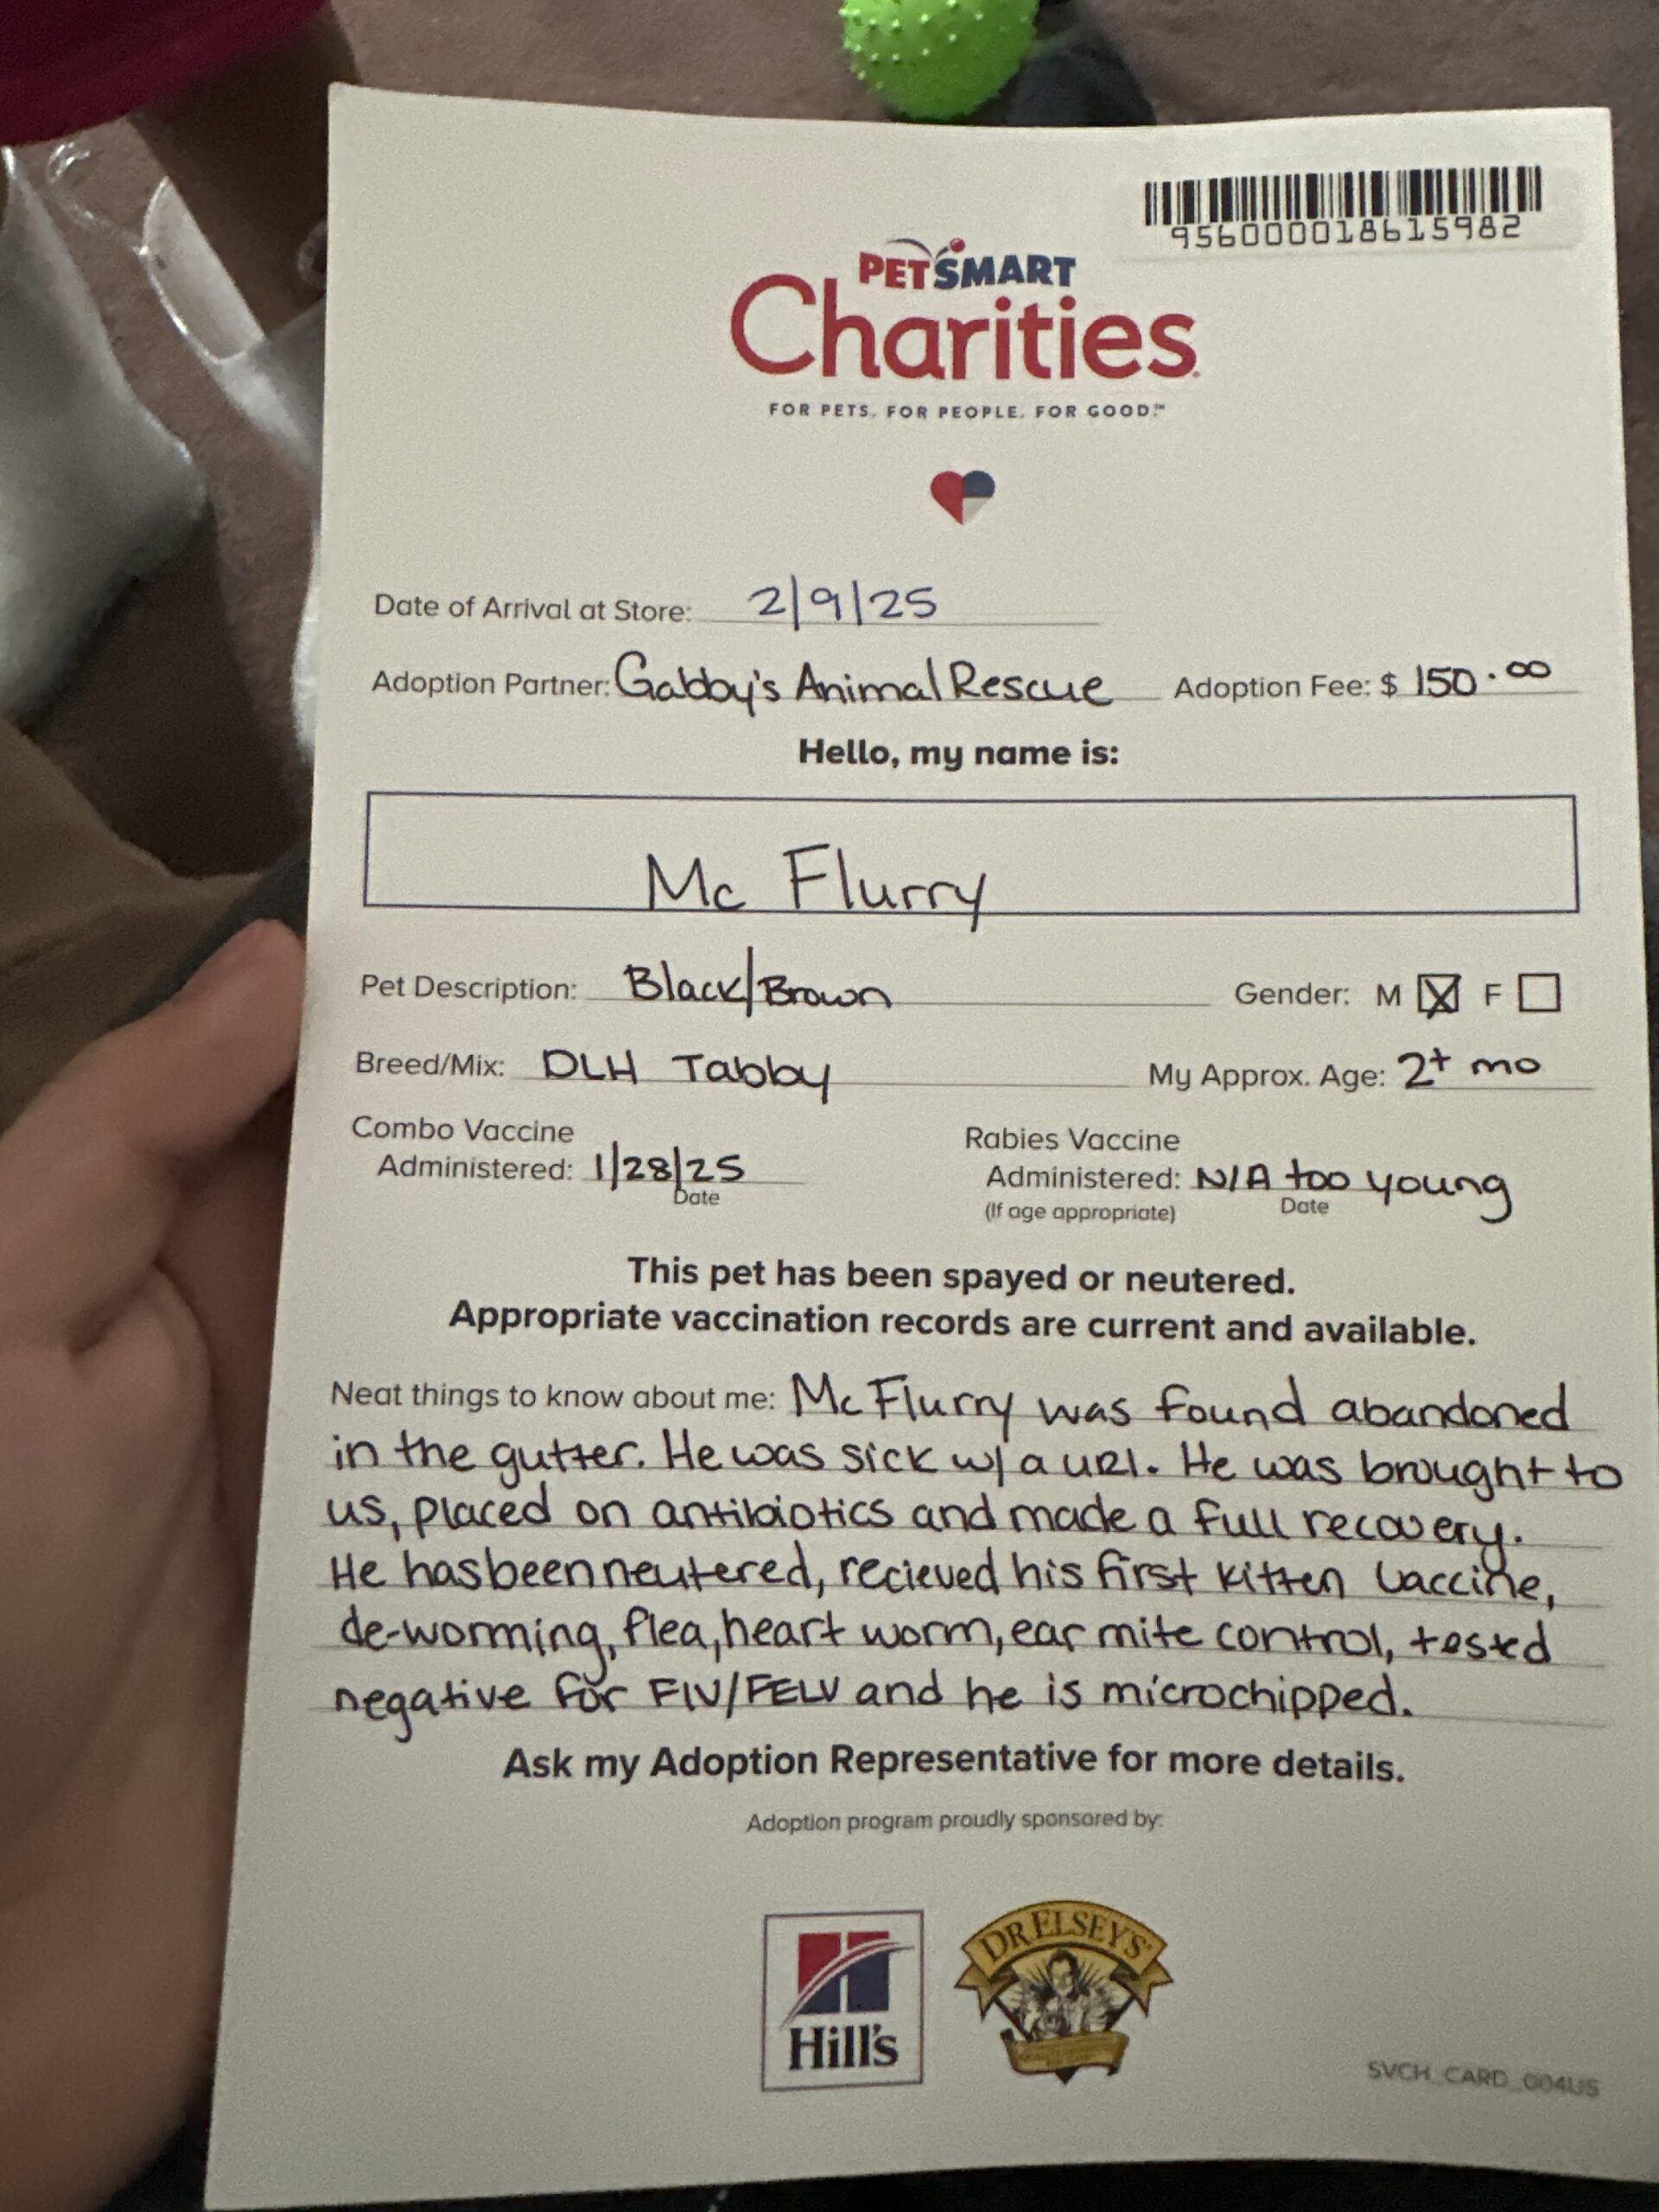 956000018615982
PETSMART
Charities
FOR PETS. FOR PEOPLE. FOR GOOD.™
Date of Arrival at Store: 2/9/25
Adoption Partner: Gabby's Animal Rescue Adoption Fee: $ 150.00
Hello, my name is:
Mc Flurry
Pet Description: Black/Brown Gender: M ☒ F ☐
Breed/Mix: DLH Tabby My Approx. Age: 2+ mo
Combo Vaccine Rabies Vaccine
Administered: 1/28/25 Administered: N/A too young
Date (If age appropriate) Date
This pet has been spayed or neutered.
Appropriate vaccination records are current and available.
Neat things to know about me: McFlurry was found abandoned
in the gutter. He was sick w/ a URI. He was brought to
us, placed on antibiotics and made a full recovery.
He has been neutered, recieved his first kitten vaccine,
de-worming, flea, heart worm, ear mite control, tested
negative for FIV/FELV and he is microchipped.
Ask my Adoption Representative for more details.
Adoption program proudly sponsored by:
DR ELSEY'S
Hill's
SVCH_CARD_004US